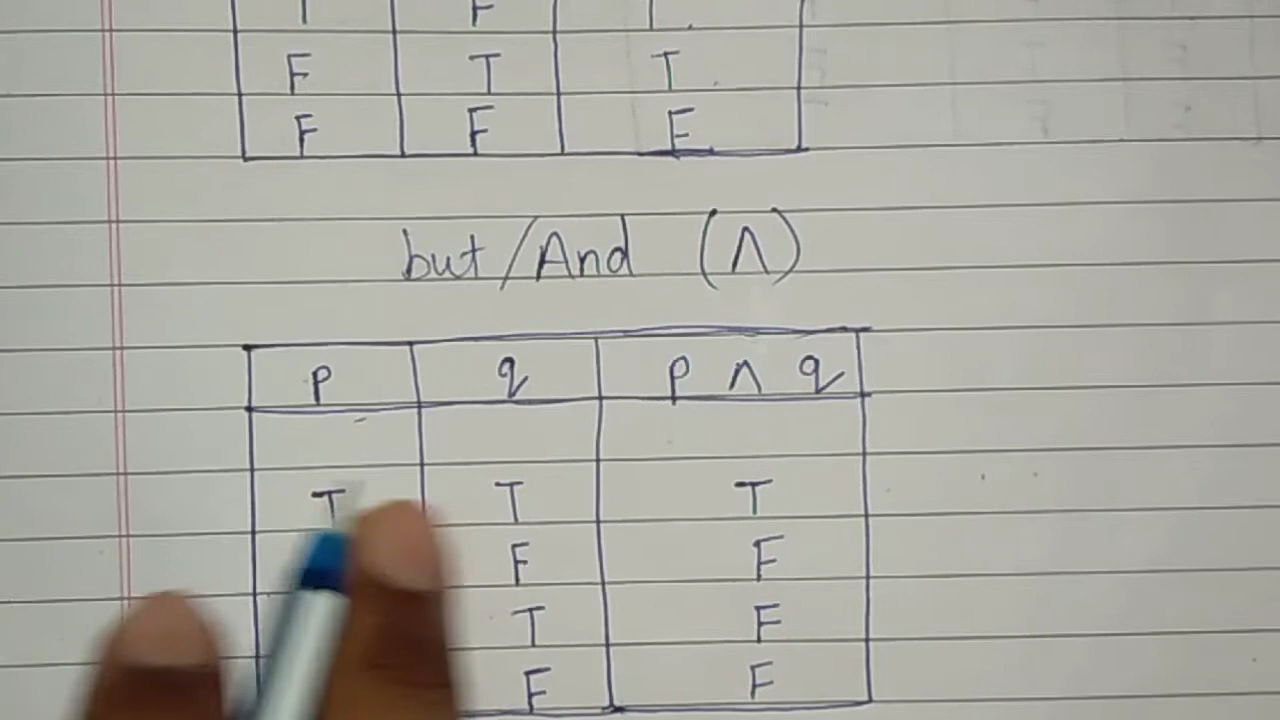 F T T
F F F
but/And (∧)
p q p ∧ q
T T T
F F
T F
F F